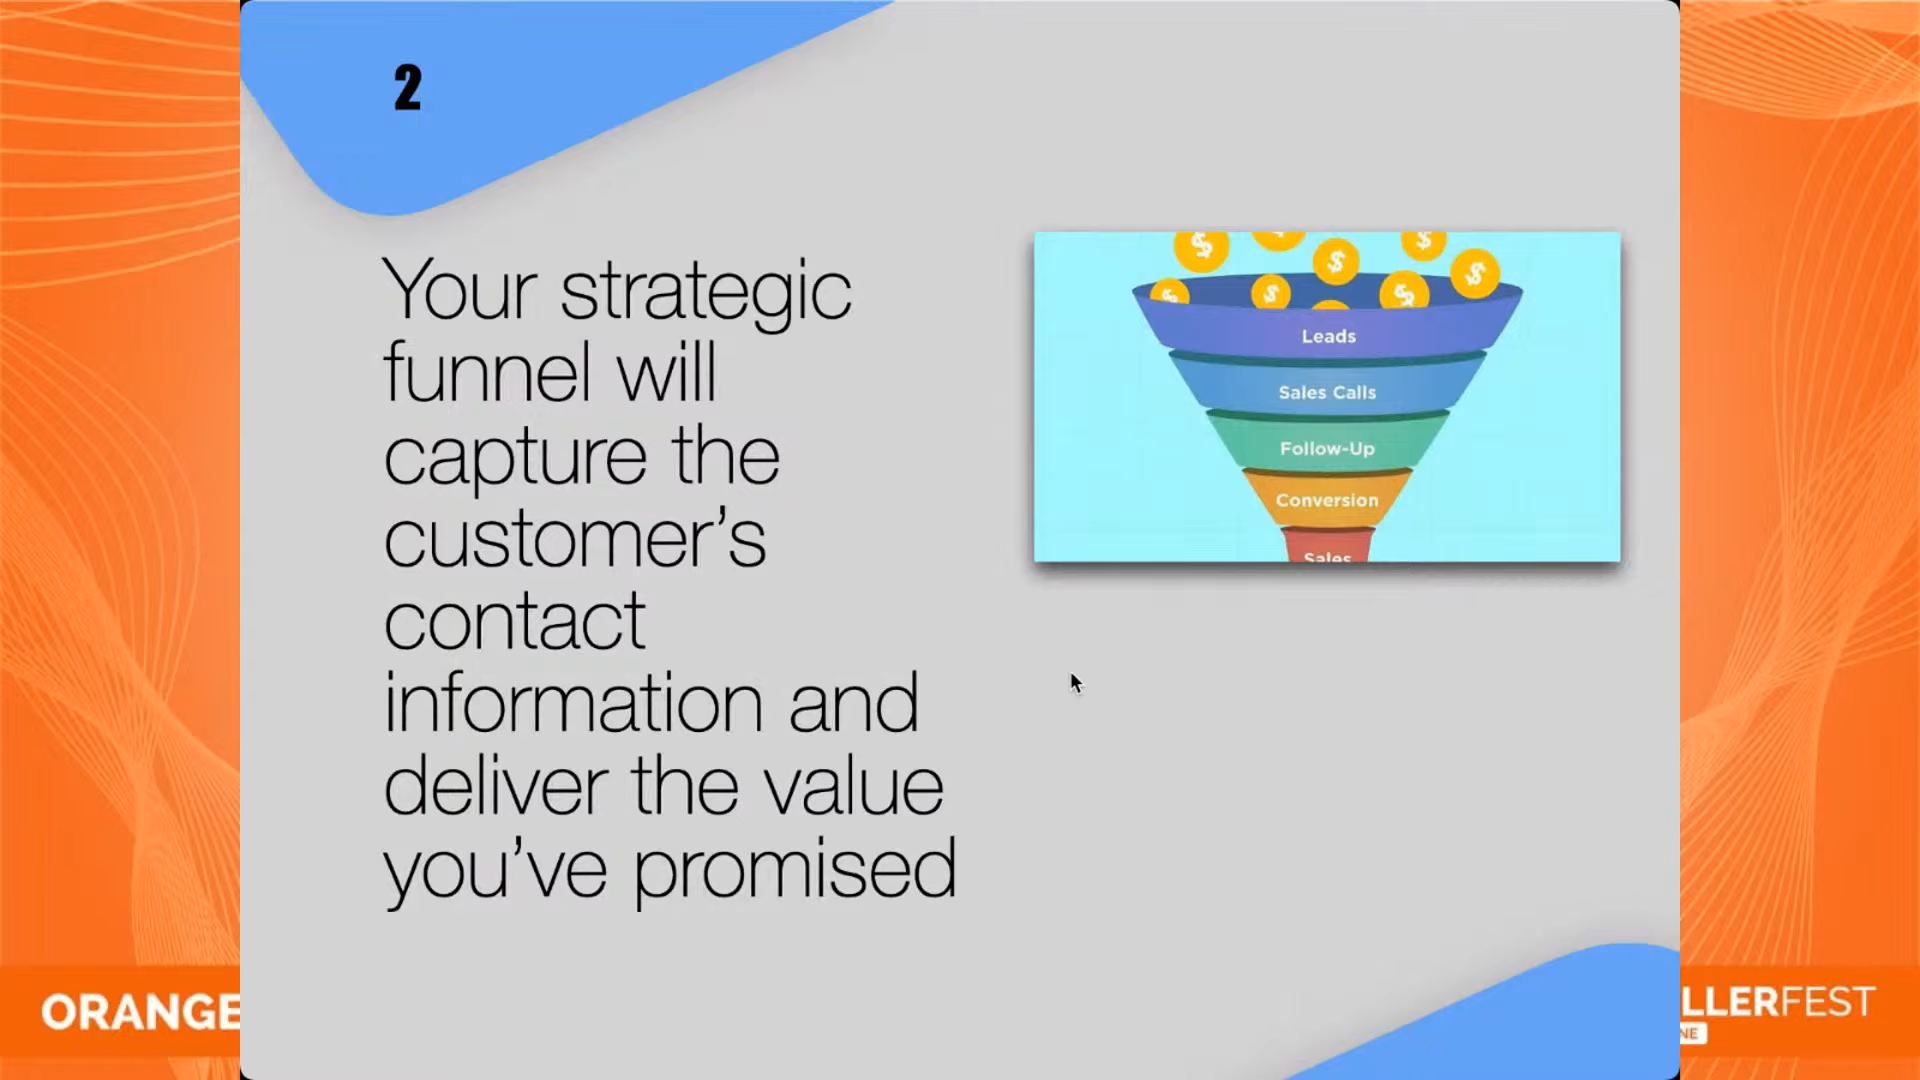 2
Your strategic
funnel will
capture the
customer’s
contact
information and
deliver the value
you’ve promised
Leads
Sales Calls
Follow-Up
Conversion
Sales
ORANGE
LLERFEST
NE